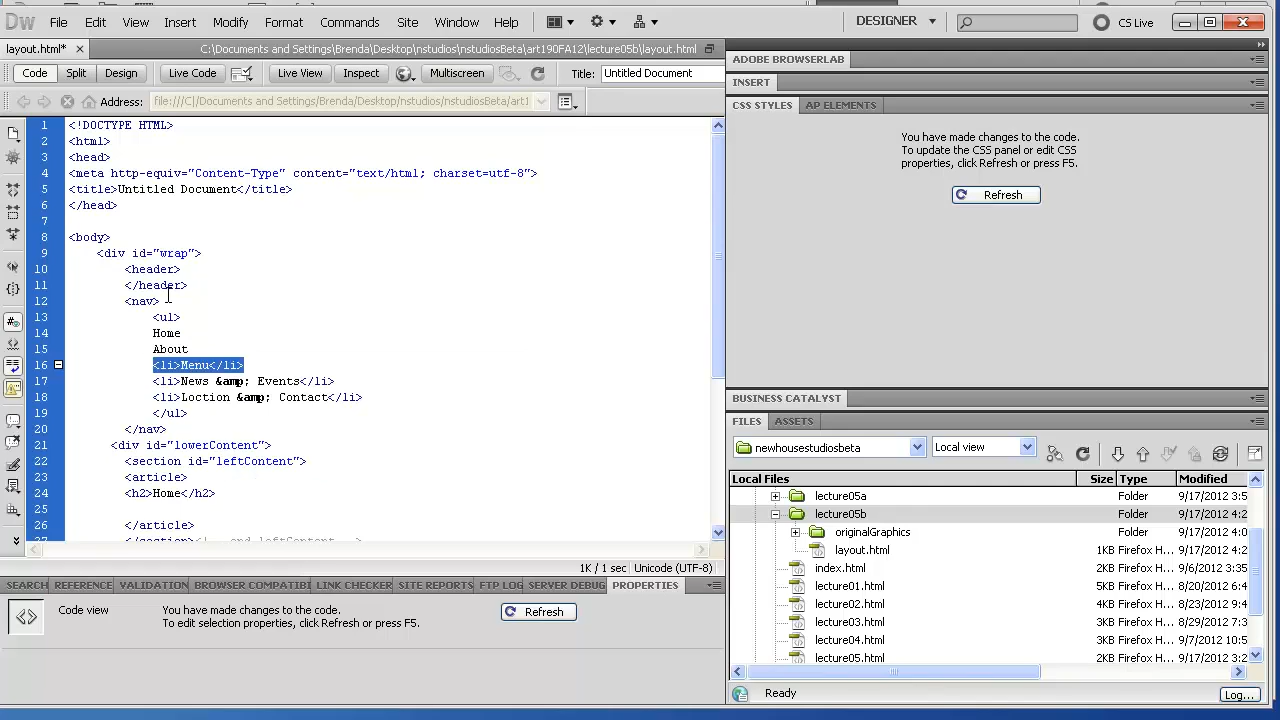 Dw File Edit View Insert Modify Format Commands Site Window Help DESIGNER CS Live
layout.html* C:\Documents and Settings\Brenda\Desktop\nstudios\nstudiosBeta\art190FA12\lecture05b\layout.html
Code Split Design Live Code Live View Inspect Multiscreen Title: Untitled Document
Address: file:///C|/Documents and Settings/Brenda/Desktop/nstudios/nstudiosBeta/art1
1 <!DOCTYPE HTML>
2 <html>
3 <head>
4 <meta http-equiv="Content-Type" content="text/html; charset=utf-8">
5 <title>Untitled Document</title>
6 </head>
7
8 <body>
9 <div id="wrap">
10 <header>
11 </header>
12 <nav>
13 <ul>
14 Home
15 About
16 <li>Menu</li>
17 <li>News &amp; Events</li>
18 <li>Loction &amp; Contact</li>
19 </ul>
20 </nav>
21 <div id="lowerContent">
22 <section id="leftContent">
23 <article>
24 <h2>Home</h2>
25
26 </article>
27 </section><!-- end leftContent -->
1K / 1 sec Unicode (UTF-8)
SEARCH REFERENCE VALIDATION BROWSER COMPATIBI LINK CHECKER SITE REPORTS FTP LOG SERVER DEBUG PROPERTIES
Code view
You have made changes to the code.
To edit selection properties, click Refresh or press F5.
Refresh
ADOBE BROWSERLAB
INSERT
CSS STYLES AP ELEMENTS
You have made changes to the code.
To update the CSS panel or edit CSS
properties, click Refresh or press F5.
Refresh
BUSINESS CATALYST
FILES ASSETS
newhousestudiosbeta Local view
Local Files Size Type Modified
lecture05a Folder 9/17/2012 3:5
lecture05b Folder 9/17/2012 4:2
originalGraphics Folder 9/17/2012 4:0
layout.html 1KB Firefox H... 9/17/2012 4:2
index.html 2KB Firefox H... 9/6/2012 3:35
lecture01.html 5KB Firefox H... 8/20/2012 6:4
lecture02.html 4KB Firefox H... 8/23/2012 9:4
lecture03.html 3KB Firefox H... 8/29/2012 7:3
lecture04.html 3KB Firefox H... 9/7/2012 10:5
lecture05.html 2KB Firefox H... 9/17/2012 3:2
Ready Log...